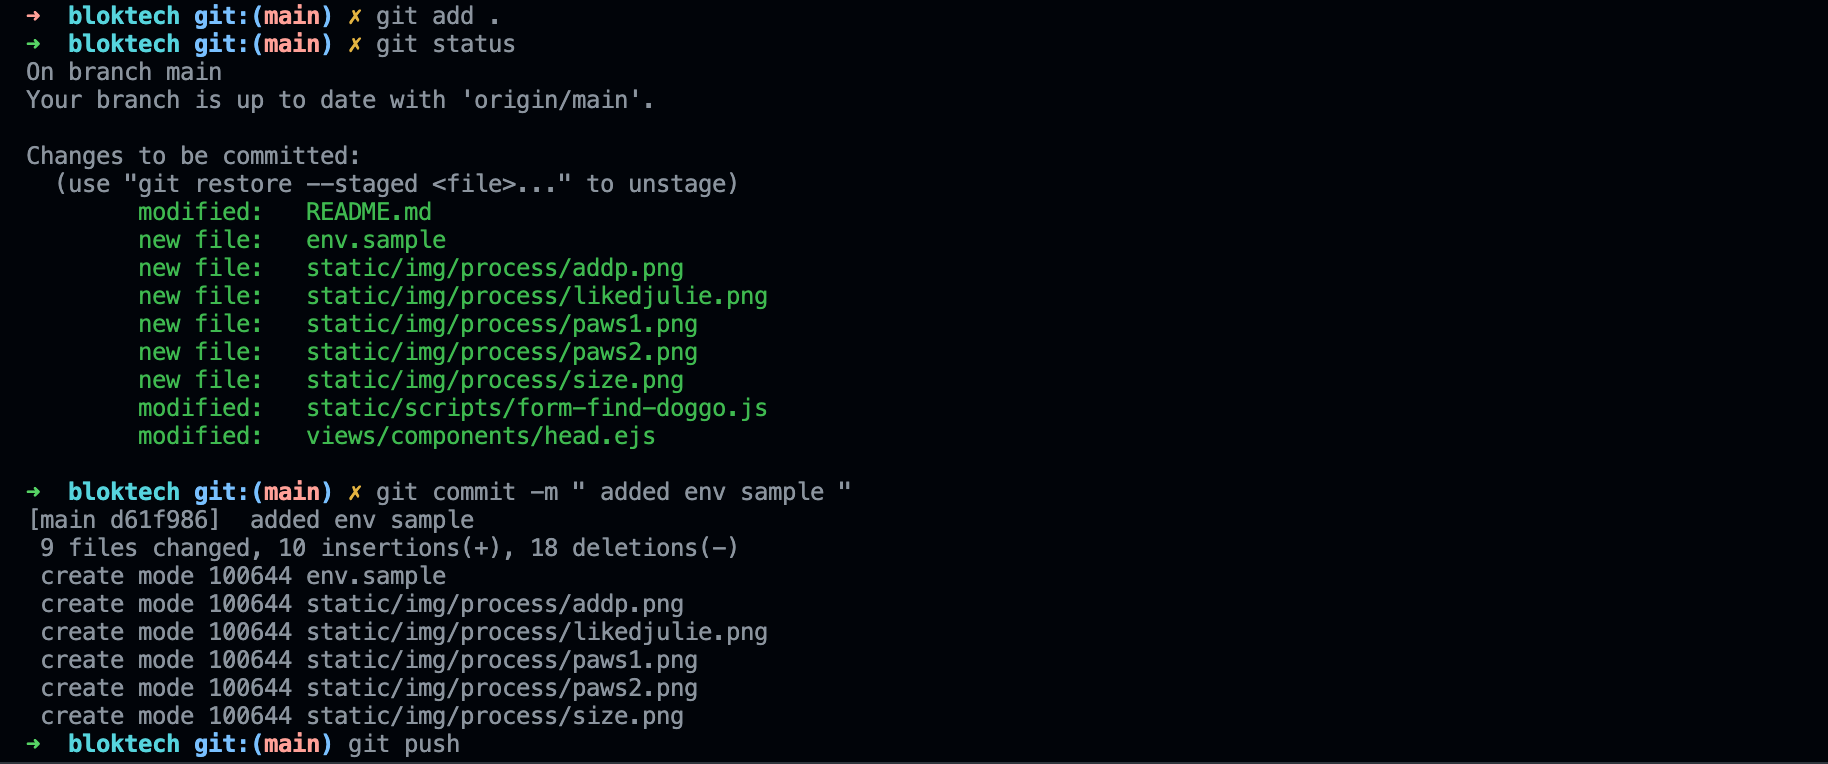 ➜  bloktech git:(main) ✗ git add .
➜  bloktech git:(main) ✗ git status
On branch main
Your branch is up to date with 'origin/main'.

Changes to be committed:
  (use "git restore --staged <file>..." to unstage)
        modified:   README.md
        new file:   env.sample
        new file:   static/img/process/addp.png
        new file:   static/img/process/likedjulie.png
        new file:   static/img/process/paws1.png
        new file:   static/img/process/paws2.png
        new file:   static/img/process/size.png
        modified:   static/scripts/form-find-doggo.js
        modified:   views/components/head.ejs

➜  bloktech git:(main) ✗ git commit -m " added env sample "
[main d61f986]  added env sample
 9 files changed, 10 insertions(+), 18 deletions(-)
 create mode 100644 env.sample
 create mode 100644 static/img/process/addp.png
 create mode 100644 static/img/process/likedjulie.png
 create mode 100644 static/img/process/paws1.png
 create mode 100644 static/img/process/paws2.png
 create mode 100644 static/img/process/size.png
➜  bloktech git:(main) git push